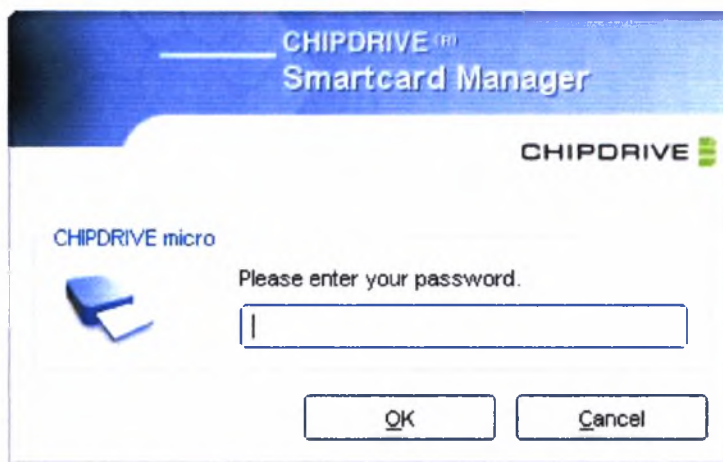 CHIPDRIVE (R)
Smartcard Manager
CHIPDRIVE
CHIPDRIVE micro
Please enter your password.
OK
Cancel